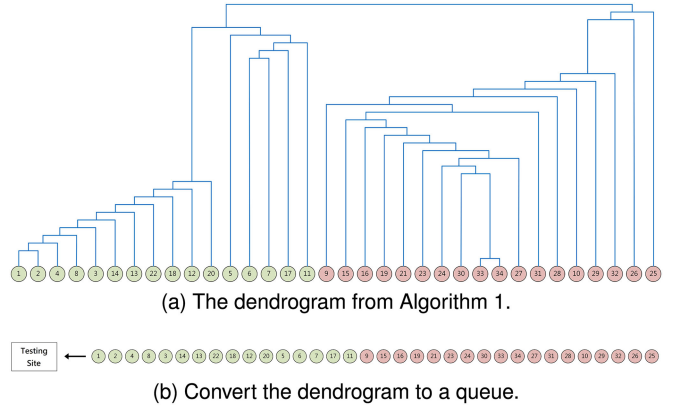 1 2 4 8 3 14 13 22 18 12 20 5 6 7 17 11 9 15 16 19 21 23 24 30 33 34 27 31 28 10 29 32 26 25
(a) The dendrogram from Algorithm 1.
Testing
Site
1 2 4 8 3 14 13 22 18 12 20 5 6 7 17 11 9 15 16 19 21 23 24 30 33 34 27 31 28 10 29 32 26 25
(b) Convert the dendrogram to a queue.